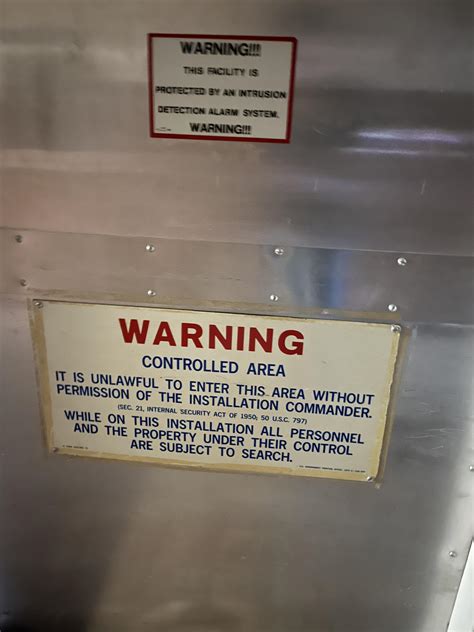 WARNING!!!
THIS FACILITY IS
PROTECTED BY AN INTRUSION
DETECTION ALARM SYSTEM.
WARNING!!!
WARNING
CONTROLLED AREA
IT IS UNLAWFUL TO ENTER THIS AREA WITHOUT
PERMISSION OF THE INSTALLATION COMMANDER.
(SEC. 21, INTERNAL SECURITY ACT OF 1950; 50 U.S.C. 797)
WHILE ON THIS INSTALLATION ALL PERSONNEL
AND THE PROPERTY UNDER THEIR CONTROL
ARE SUBJECT TO SEARCH.